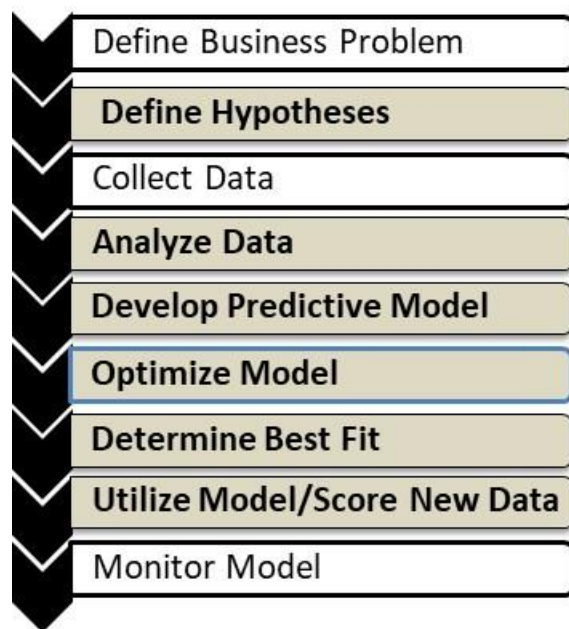 Define Business Problem
Define Hypotheses
Collect Data
Analyze Data
Develop Predictive Model
Optimize Model
Determine Best Fit
Utilize Model/Score New Data
Monitor Model